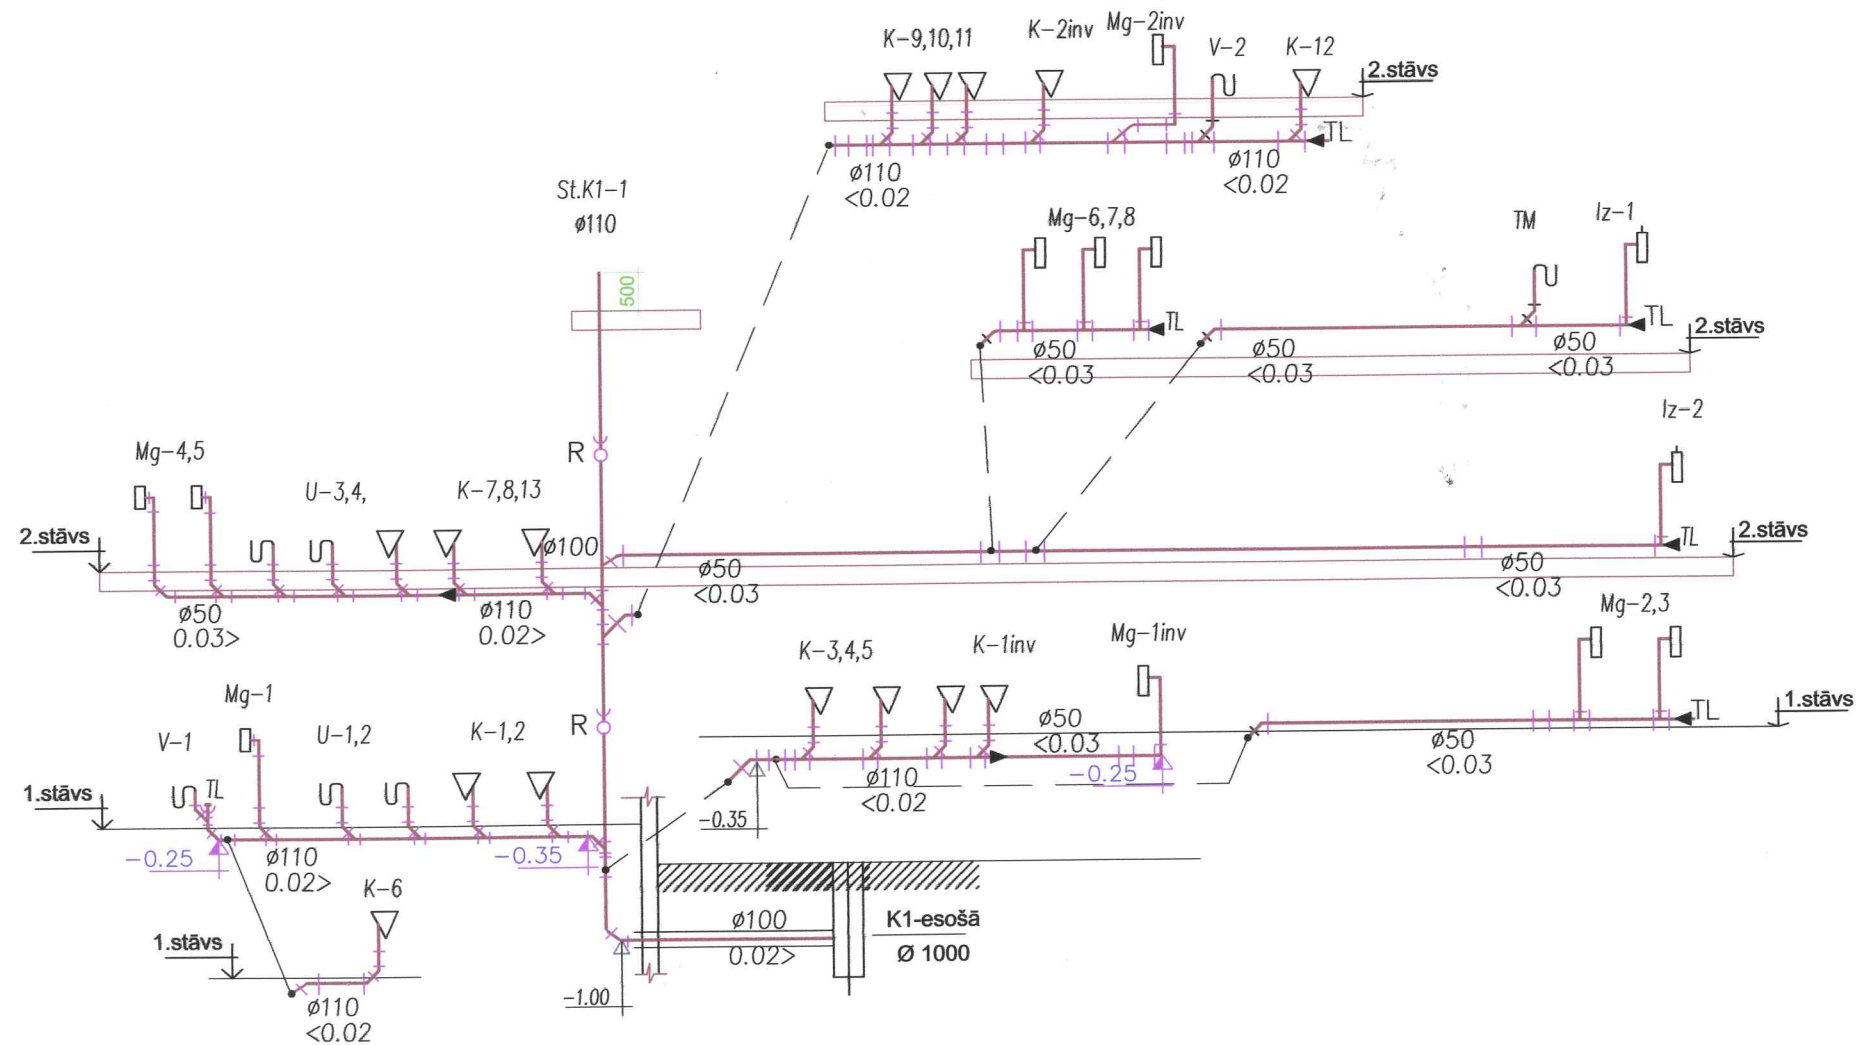 K-9,10,11
K-2inv
Mg-2inv
V-2
K-12
2.stāvs
TL
ø110
<0.02
ø110
<0.02
St.K1-1
ø110
500
Mg-6,7,8
TM
Iz-1
TL
TL
2.stāvs
ø50
<0.03
ø50
<0.03
ø50
<0.03
Iz-2
Mg-4,5
U-3,4,
K-7,8,13
R
2.stāvs
ø100
TL
2.stāvs
ø50
<0.03
ø50
<0.03
ø50
0.03>
ø110
0.02>
Mg-2,3
K-3,4,5
K-1inv
Mg-1inv
Mg-1
V-1
TL
U-1,2
K-1,2
R
ø50
<0.03
TL
1.stāvs
ø50
<0.03
1.stāvs
-0.25
ø110
<0.02
-0.35
-0.25
-0.35
ø110
0.02>
K-6
1.stāvs
ø110
<0.02
ø100
0.02>
K1-esošā
Ø 1000
-1.00